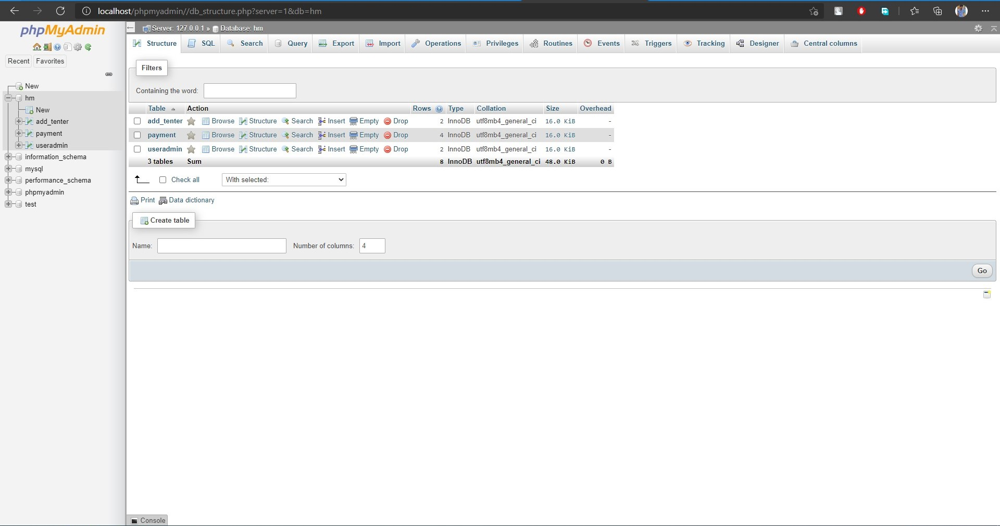 localhost/phpmyadmin//db_structure.php?server=1&db=hm
phpMyAdmin
Recent Favorites
New
hm
New
add_tenter
payment
useradmin
information_schema
mysql
performance_schema
phpmyadmin
test
Server: 127.0.0.1 » Database: hm
Structure SQL Search Query Export Import Operations Privileges Routines Events Triggers Tracking Designer Central columns
Filters
Containing the word:
Table Action Rows Type Collation Size Overhead
add_tenter Browse Structure Search Insert Empty Drop 2 InnoDB utf8mb4_general_ci 16.0 KiB -
payment Browse Structure Search Insert Empty Drop 4 InnoDB utf8mb4_general_ci 16.0 KiB -
useradmin Browse Structure Search Insert Empty Drop 2 InnoDB utf8mb4_general_ci 16.0 KiB -
3 tables Sum 8 InnoDB utf8mb4_general_ci 48.0 KiB 0 B
Check all With selected:
Print Data dictionary
Create table
Name: Number of columns: 4
Go
Console